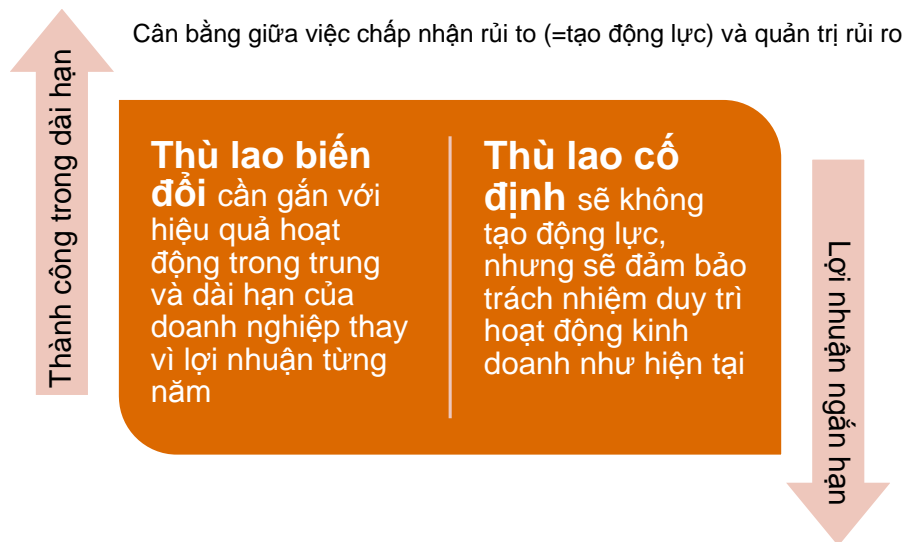 Cân bằng giữa việc chấp nhận rủi to (=tạo động lực) và quản trị rủi ro
Thành công trong dài hạn
Thù lao biến
đổi cần gắn với
hiệu quả hoạt
động trong trung
và dài hạn của
doanh nghiệp thay
vì lợi nhuận từng
năm
Thù lao cố
định sẽ không
tạo động lực,
nhưng sẽ đảm bảo
trách nhiệm duy trì
hoạt động kinh
doanh như hiện tại
Lợi nhuận ngắn hạn